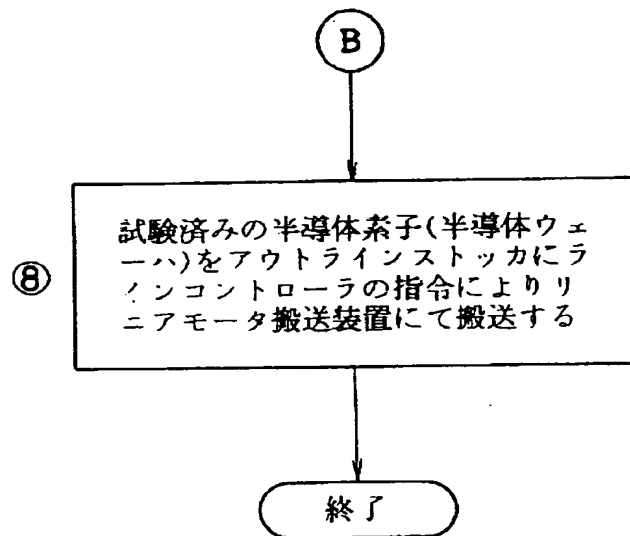 B
試験済みの半導体素子(半導体ウェ
ーハ)をアウトラインストッカにラ
⑧
インコントローラの指令によりリ
ニアモータ搬送装置にて搬送する
終了